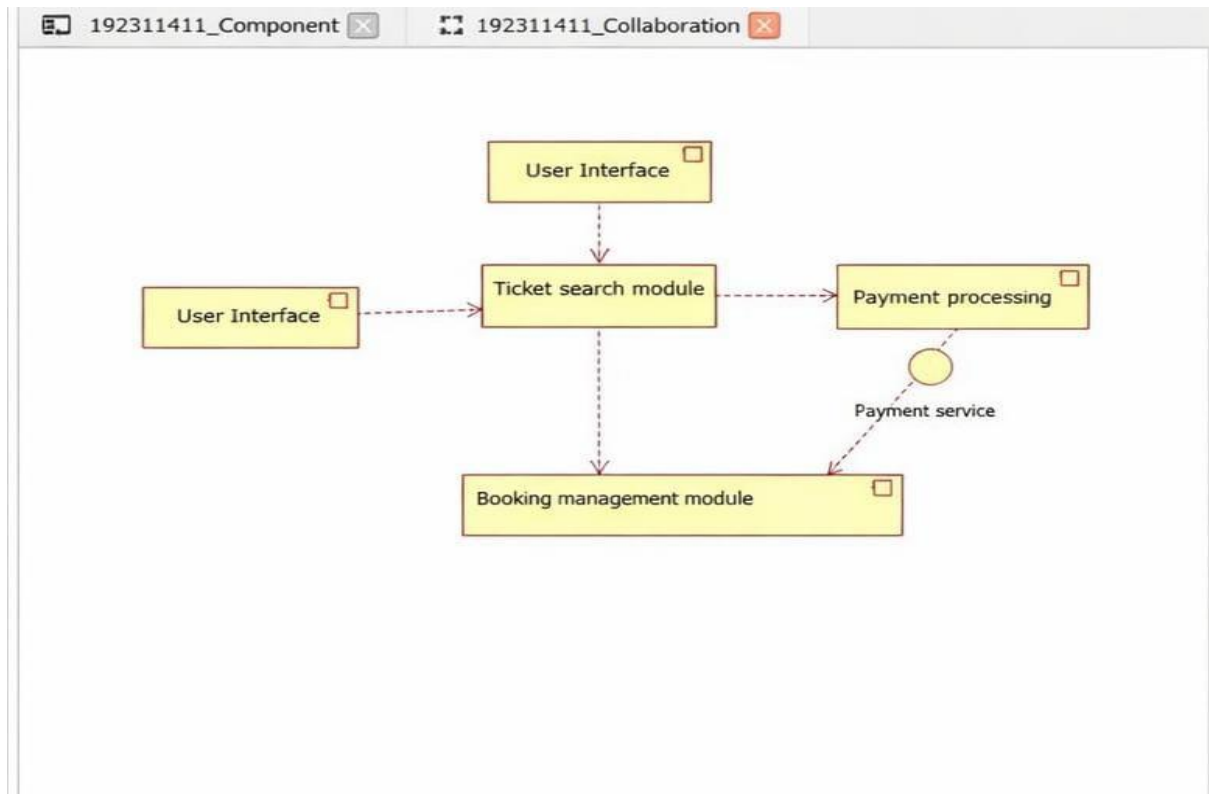 192311411_Component
192311411_Collaboration
User Interface
Ticket search module
User Interface
Payment processing
Payment service
Booking management module